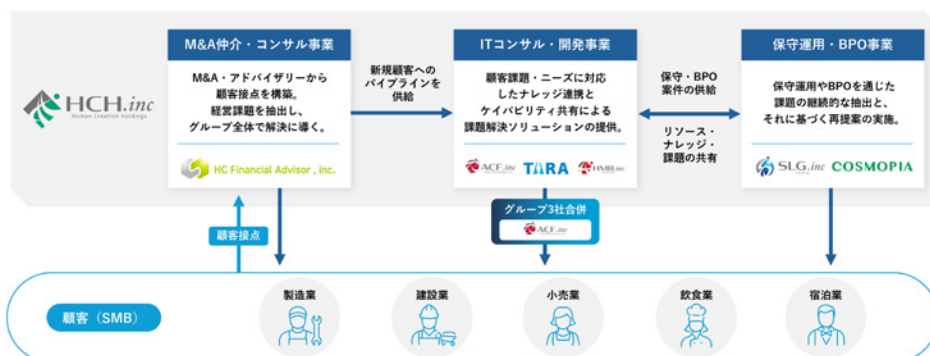 HCH.inc
Human Creation Holdings
M&A仲介・コンサル事業
M&A・アドバイザリーから
顧客接点を構築。
経営課題を抽出し、
グループ全体で解決に導く。
HC Financial Advisor , inc.
新規顧客への
パイプラインを
供給
ITコンサル・開発事業
顧客課題・ニーズに対応
したナレッジ連携と
ケイパビリティ共有による
課題解決ソリューションの提供。
ACF.inc
TARA
HMB.inc
保守・BPO
案件の供給
リソース・
ナレッジ・
課題の共有
保守運用・BPO事業
保守運用やBPOを通じた
課題の継続的な抽出と、
それに基づく再提案の実施。
SLG.inc
COSMOPIA
グループ3社合併
ACF.inc
顧客接点
顧客（SMB）
製造業
建設業
小売業
飲食業
宿泊業